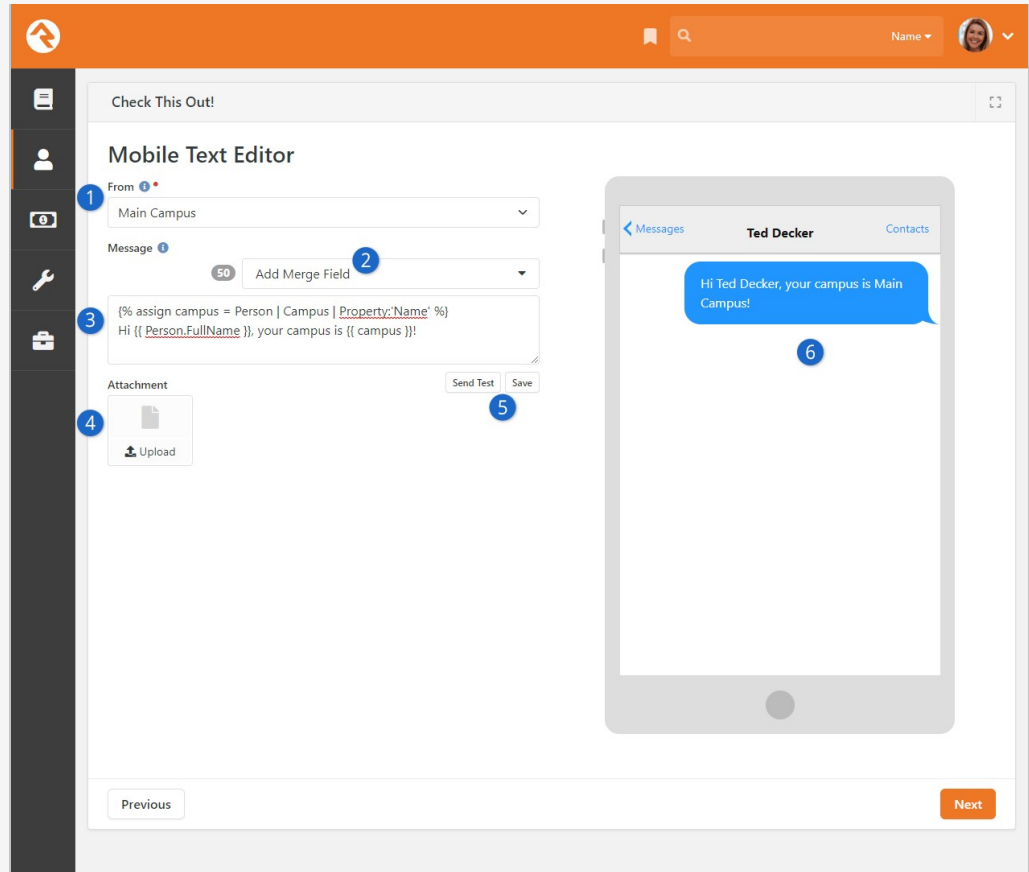 Name
Check This Out!
Mobile Text Editor
From
1
Main Campus
Message
50
Add Merge Field
2
3
{% assign campus = Person | Campus | Property:'Name' %}
Hi {{ Person.FullName }}, your campus is {{ campus }}!
Attachment
Send Test
Save
5
4
Upload
Messages
Ted Decker
Contacts
Hi Ted Decker, your campus is Main
Campus!
6
Previous
Next